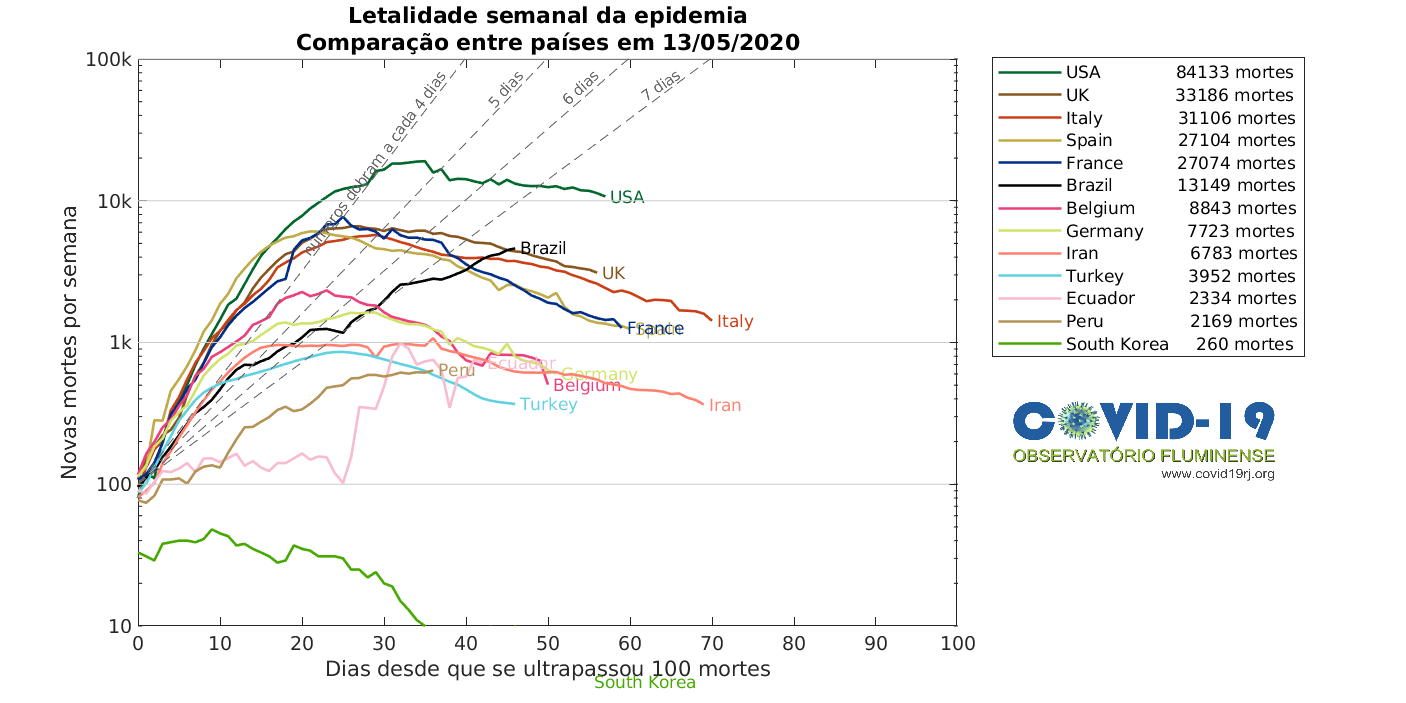 Letalidade semanal da epidemia
Comparação entre países em 13/05/2020
Novas mortes por semana
100k
10k
1k
100
10
números dobram a cada 4 dias
5 dias
6 dias
7 dias
USA
Brazil
UK
Italy
France
Spain
Ecuador
Peru
Germany
Belgium
Turkey
Iran
0 10 20 30 40 50 60 70 80 90 100
Dias desde que se ultrapassou 100 mortes
South Korea
USA 84133 mortes
UK 33186 mortes
Italy 31106 mortes
Spain 27104 mortes
France 27074 mortes
Brazil 13149 mortes
Belgium 8843 mortes
Germany 7723 mortes
Iran 6783 mortes
Turkey 3952 mortes
Ecuador 2334 mortes
Peru 2169 mortes
South Korea 260 mortes
COVID-19
OBSERVATÓRIO FLUMINENSE
www.covid19rj.org